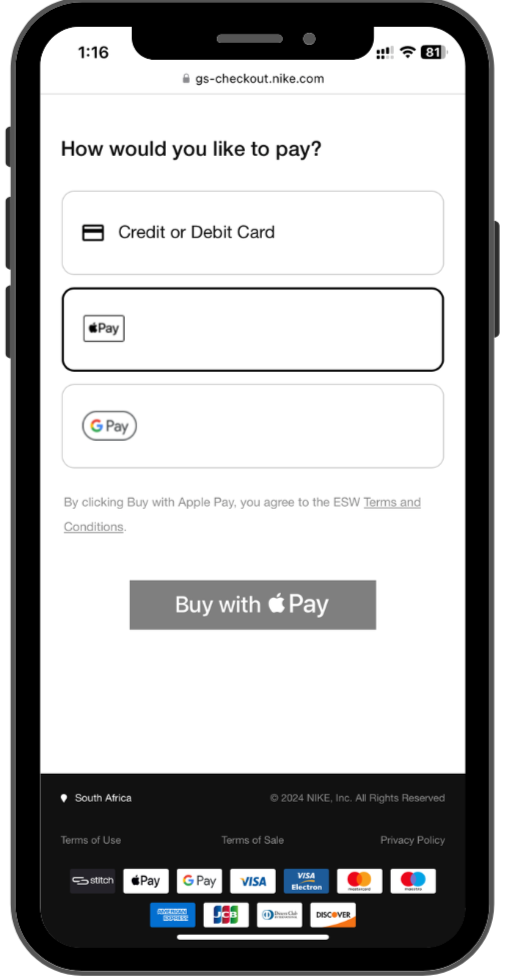 1:16
81
gs-checkout.nike.com
How would you like to pay?
Credit or Debit Card
Pay
G Pay
By clicking Buy with Apple Pay, you agree to the ESW Terms and
Conditions.
Buy with Pay
South Africa
© 2024 NIKE, Inc. All Rights Reserved
Terms of Use
Terms of Sale
Privacy Policy
stitch
Pay
G Pay
VISA
VISA
Electron
mastercard
maestro
AMERICAN
EXPRESS
JCB
Diners Club
DISCOVER